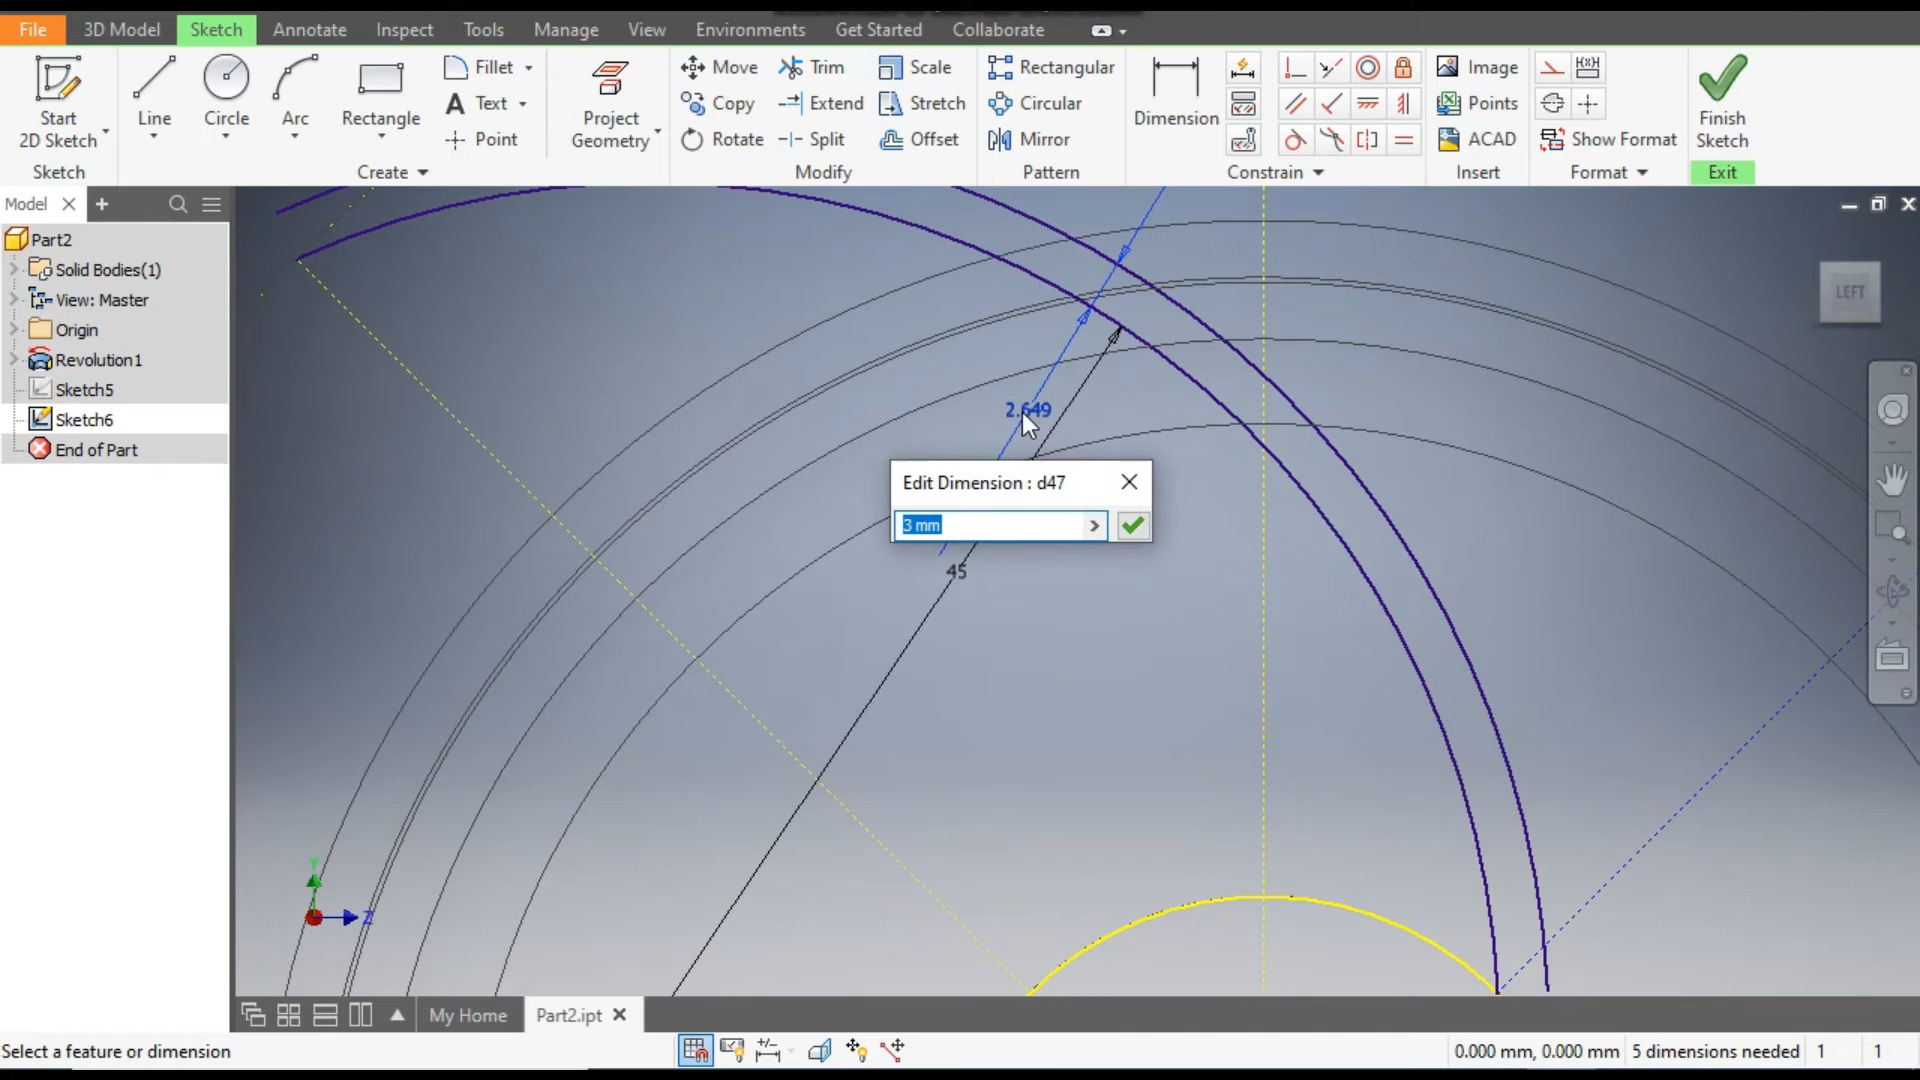 File 3D Model Sketch Annotate Inspect Tools Manage View Environments Get Started Collaborate
Start 2D Sketch
Line
Circle
Arc
Rectangle
Fillet
Text
Point
Project Geometry
Move
Copy
Rotate
Trim
Extend
Split
Scale
Stretch
Offset
Rectangular
Circular
Mirror
Dimension
Image
Points
ACAD
Show Format
Finish Sketch
Sketch Create Modify Pattern Constrain Insert Format Exit
Model
Part2
Solid Bodies(1)
View: Master
Origin
Revolution1
Sketch5
Sketch6
End of Part
LEFT
2.649
Edit Dimension : d47
3 mm
45
Y
Z
My Home Part2.ipt
Select a feature or dimension
0.000 mm, 0.000 mm 5 dimensions needed 1 1